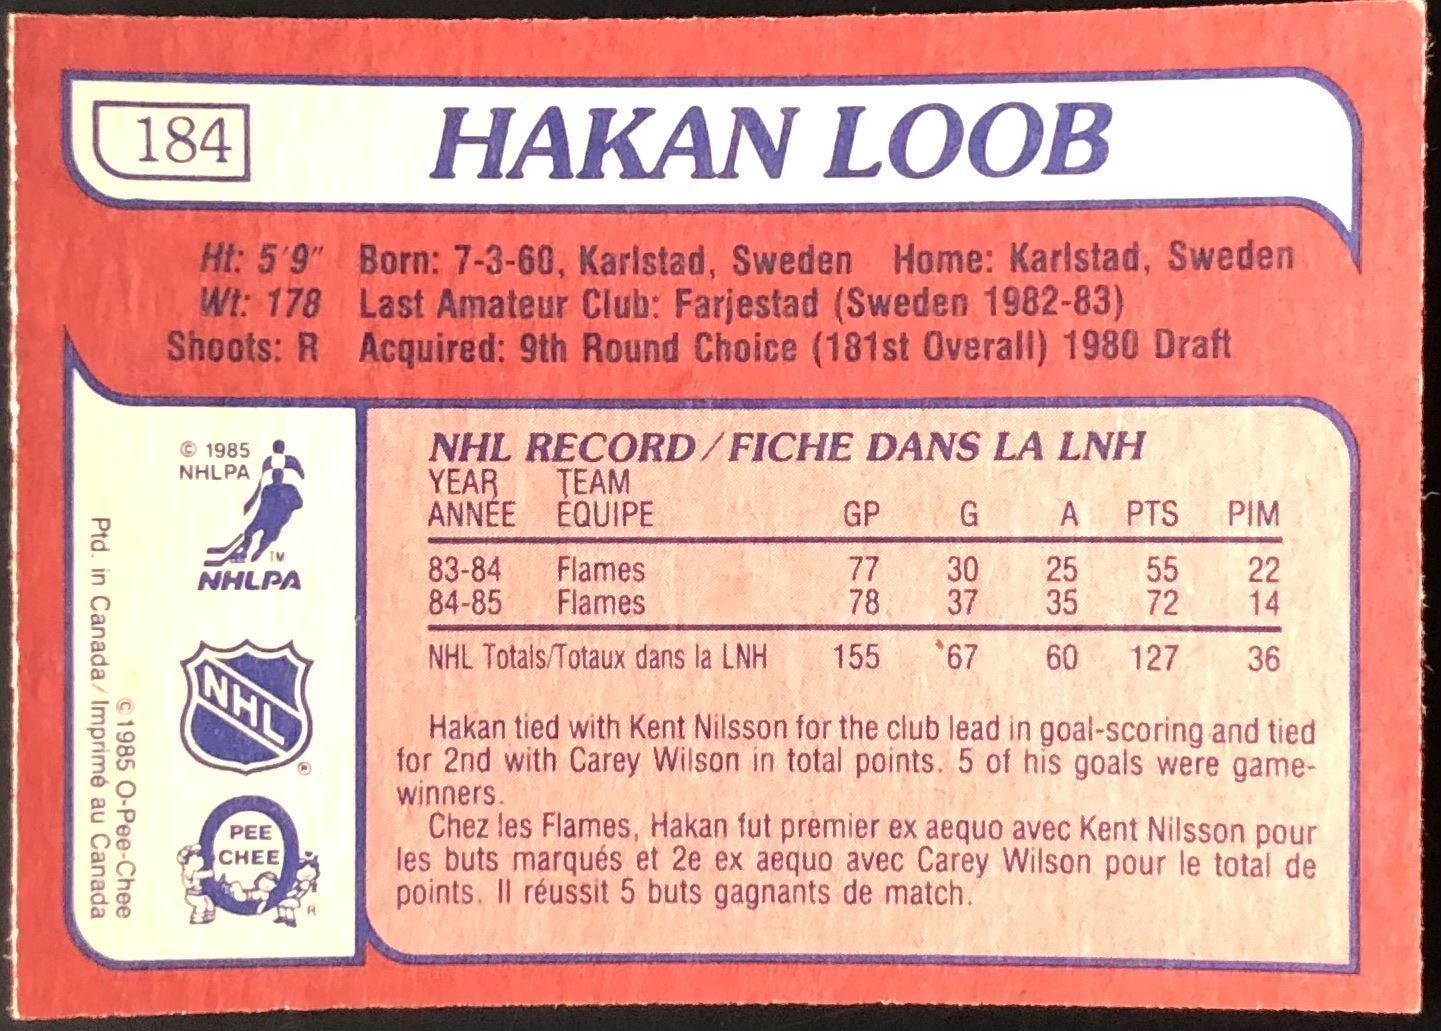 184
HAKAN LOOB
Ht: 5'9" Born: 7-3-60, Karlstad, Sweden Home: Karlstad, Sweden
Wt: 178 Last Amateur Club: Farjestad (Sweden 1982-83)
Shoots: R Acquired: 9th Round Choice (181st Overall) 1980 Draft
© 1985
NHLPA
TM
NHLPA
NHL
®
PEE
CHEE
R
© 1985 O-Pee-Chee
Ptd. in Canada/Imprimé au Canada
NHL RECORD/FICHE DANS LA LNH
YEAR TEAM
ANNÉE ÉQUIPE GP G A PTS PIM
83-84 Flames 77 30 25 55 22
84-85 Flames 78 37 35 72 14
NHL Totals/Totaux dans la LNH 155 67 60 127 36
Hakan tied with Kent Nilsson for the club lead in goal-scoring and tied
for 2nd with Carey Wilson in total points. 5 of his goals were game-
winners.
Chez les Flames, Hakan fut premier ex aequo avec Kent Nilsson pour
les buts marqués et 2e ex aequo avec Carey Wilson pour le total de
points. Il réussit 5 buts gagnants de match.